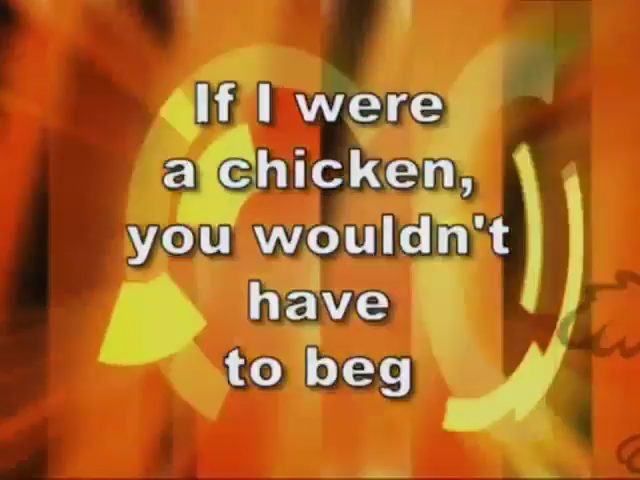 If I were
a chicken,
you wouldn't
have
to beg